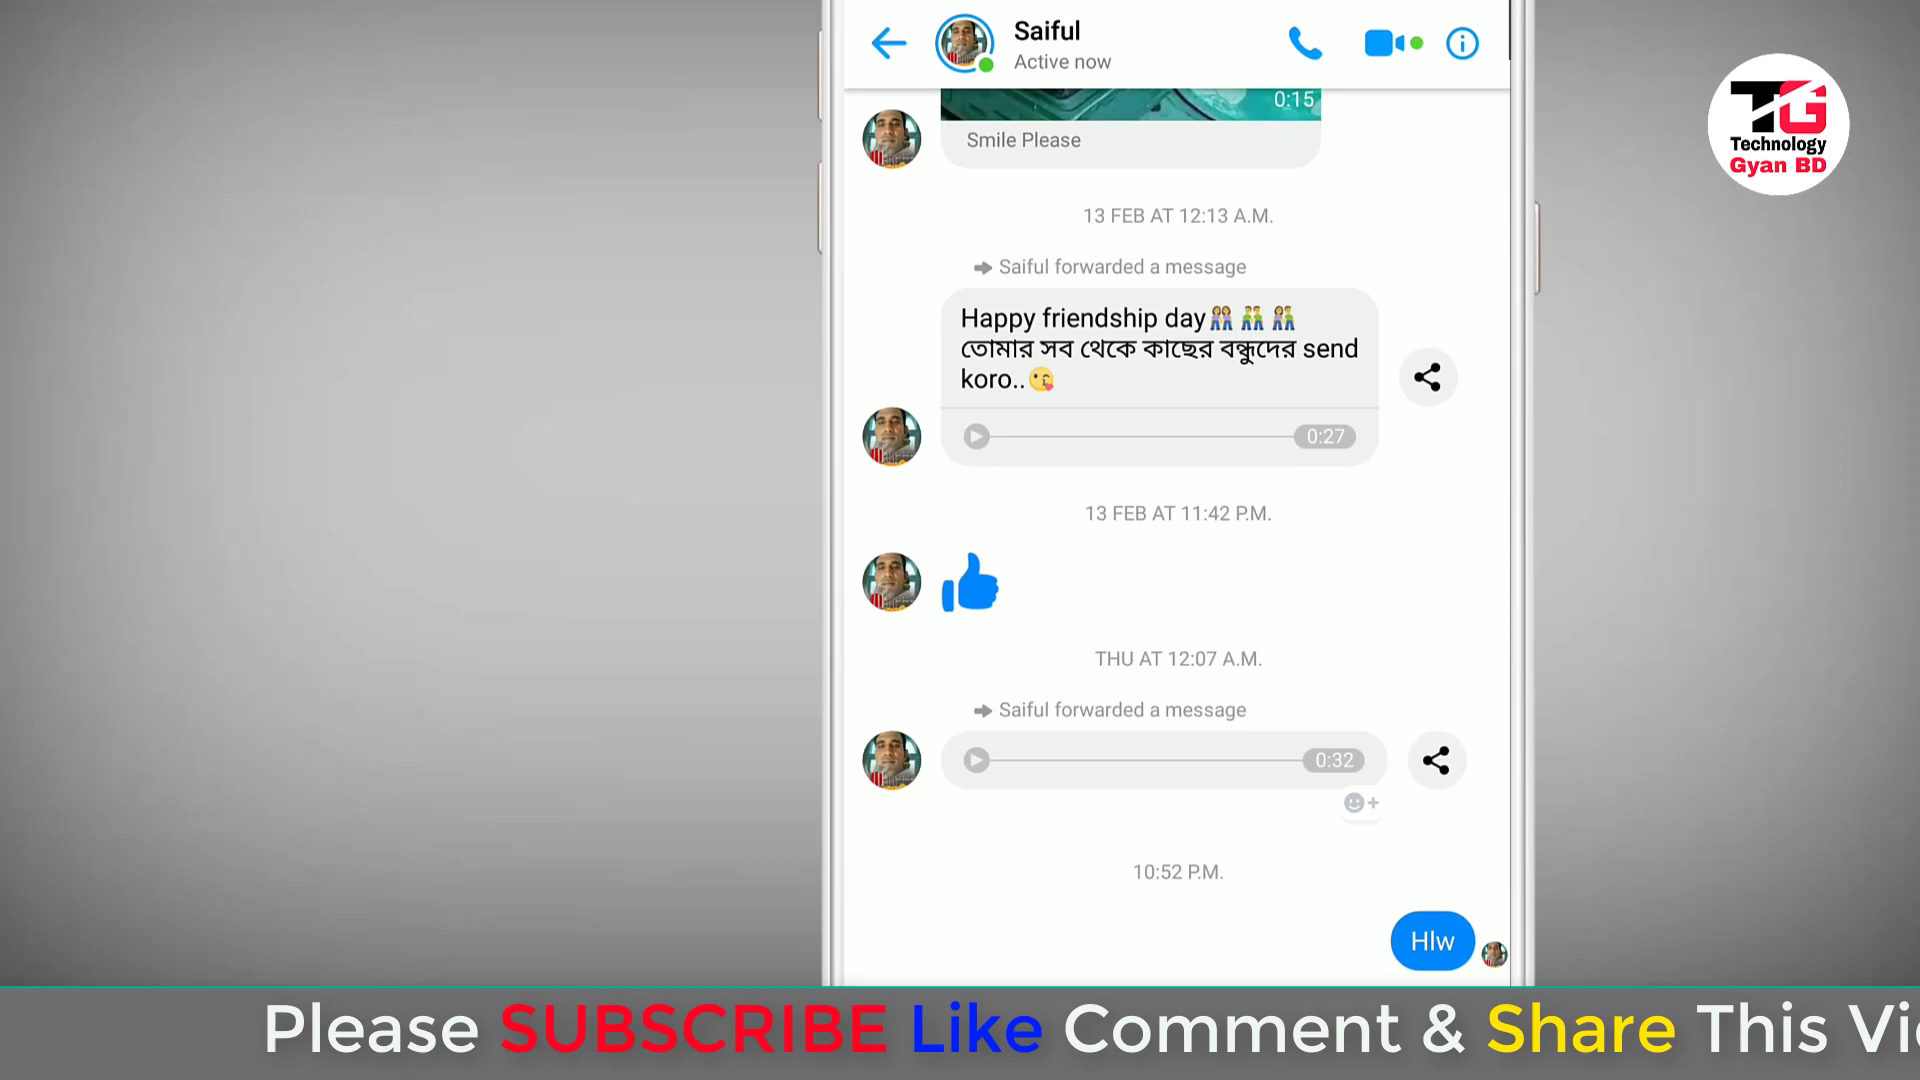 Saiful
Active now
0:15
Smile Please
13 FEB AT 12:13 A.M.
Saiful forwarded a message
Happy friendship day👭👬👫
তোমার সব থেকে কাছের বন্ধুদের send
koro..😘
0:27
13 FEB AT 11:42 P.M.
THU AT 12:07 A.M.
Saiful forwarded a message
0:32
10:52 P.M.
Hlw
TG
Technology
Gyan BD
Please SUBSCRIBE Like Comment & Share This